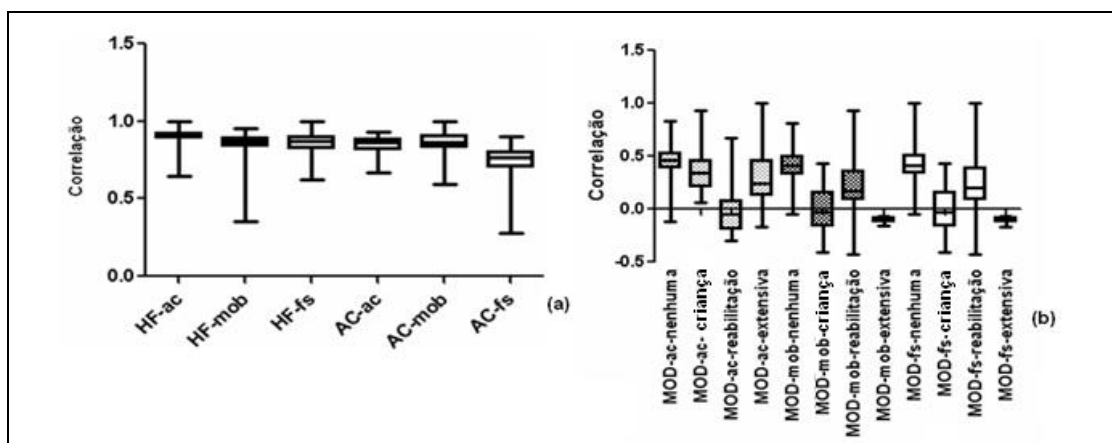 1.5
1.0
0.5
0.0
Correlação
HF-ac
HF-mob
HF-fs
AC-ac
AC-mob
AC-fs
(a)
1.5
1.0
0.5
0.0
-0.5
Correlação
MOD-ac-nenhuma
MOD-ac- criança
MOD-ac-reabilitação
MOD-ac-extensiva
MOD-mob-nenhuma
MOD-mob-criança
MOD-mob-reabilitação
MOD-mob-extensiva
MOD-fs-nenhuma
MOD-fs-criança
MOD-fs-reabilitação
MOD-fs-extensiva
(b)